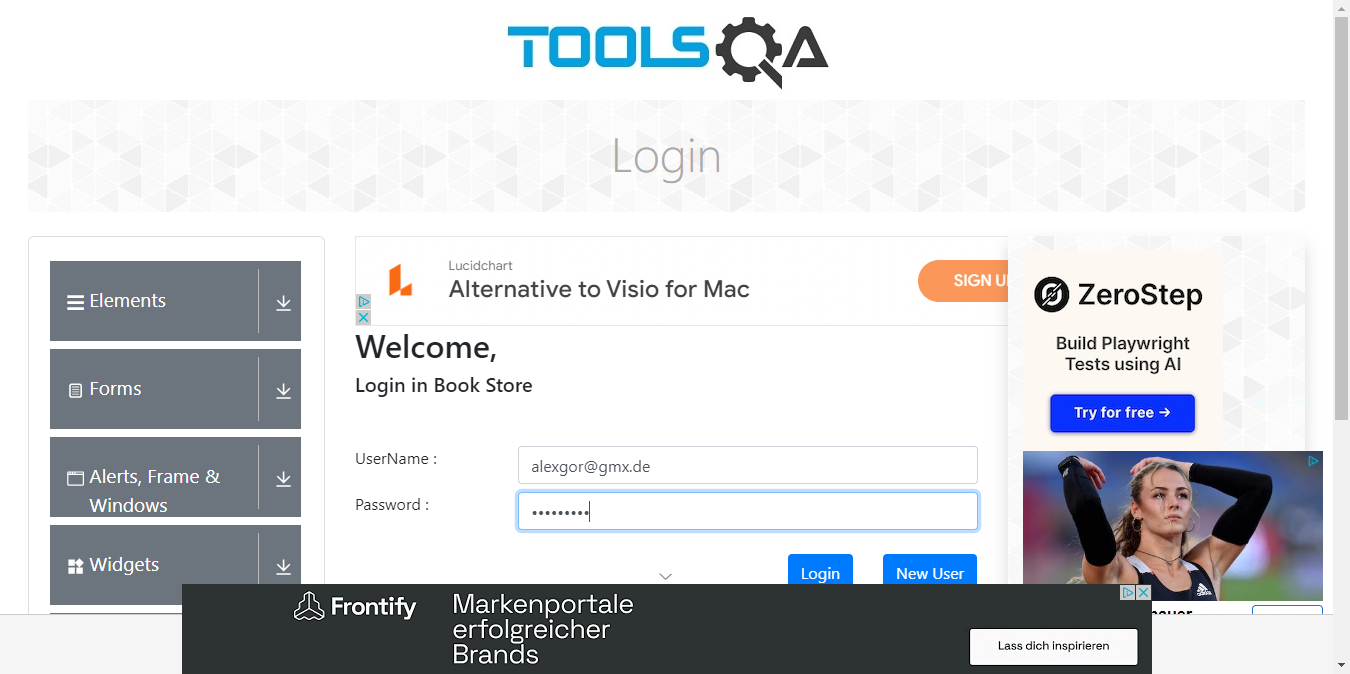 TOOLSQA
Login
Elements
Forms
Alerts, Frame &
Windows
Widgets
Lucidchart
Alternative to Visio for Mac
SIGN U
Welcome,
Login in Book Store
UserName :
alexgor@gmx.de
Password :
•••••••••
Login
New User
ZeroStep
Build Playwright
Tests using AI
Try for free →
Frontify
Markenportale
erfolgreicher
Brands
Lass dich inspirieren